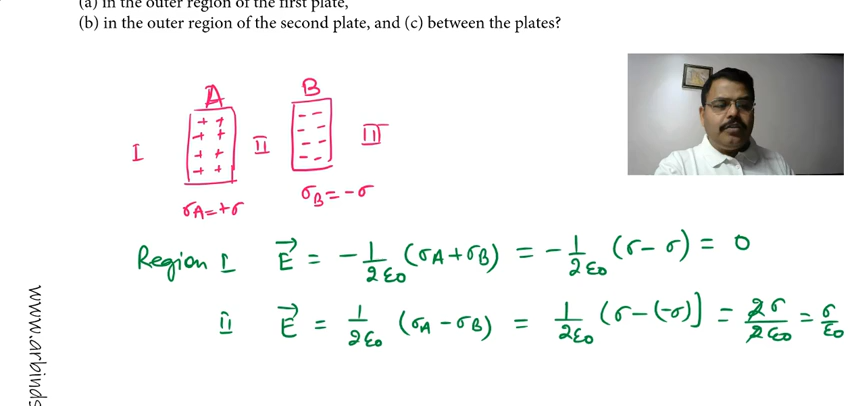 (a) in the outer region of the first plate,
(b) in the outer region of the second plate, and (c) between the plates?
A B
I ++ ++ ++ ++ II -- -- -- -- III
σA=+σ σB=-σ
Region I E⃗ = -1/2ε0 (σA+σB) = -1/2ε0 (σ-σ) = 0
II E⃗ = 1/2ε0 (σA-σB) = 1/2ε0 (σ-(-σ)] = 2σ/2ε0 = σ/ε0
www.arbinds